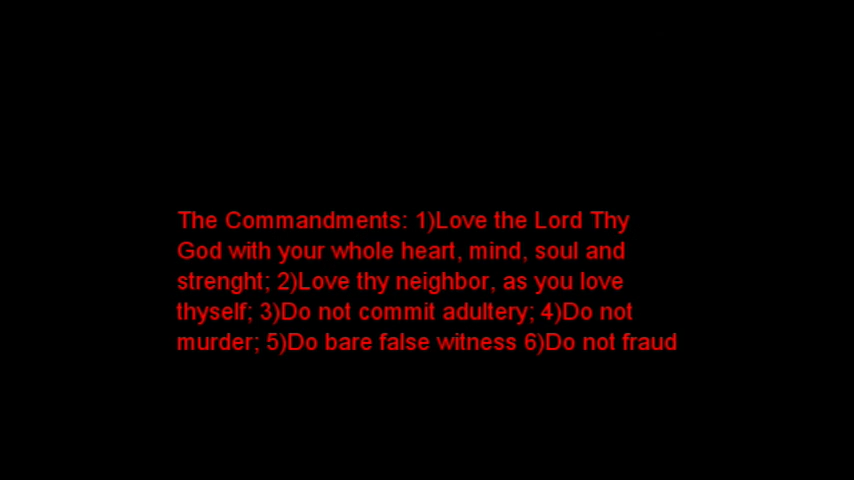 The Commandments: 1)Love the Lord Thy
God with your whole heart, mind, soul and
strenght; 2)Love thy neighbor, as you love
thyself; 3)Do not commit adultery; 4)Do not
murder; 5)Do bare false witness 6)Do not fraud